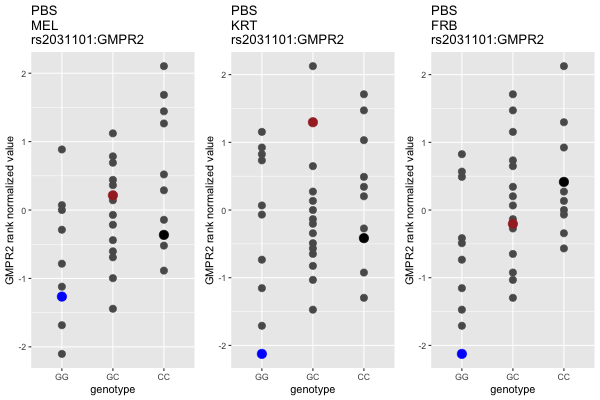 PBS
MEL
rs2031101:GMPR2
GMPR2 rank normalized value
2
1
0
-1
-2
GG GC CC
genotype
PBS
KRT
rs2031101:GMPR2
GMPR2 rank normalized value
2
1
0
-1
-2
GG GC CC
genotype
PBS
FRB
rs2031101:GMPR2
GMPR2 rank normalized value
2
1
0
-1
-2
GG GC CC
genotype